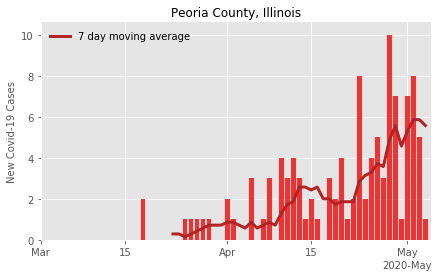 Peoria County, Illinois
7 day moving average
New Covid-19 Cases
10
8
6
4
2
0
Mar 15 Apr 15 May
2020-May